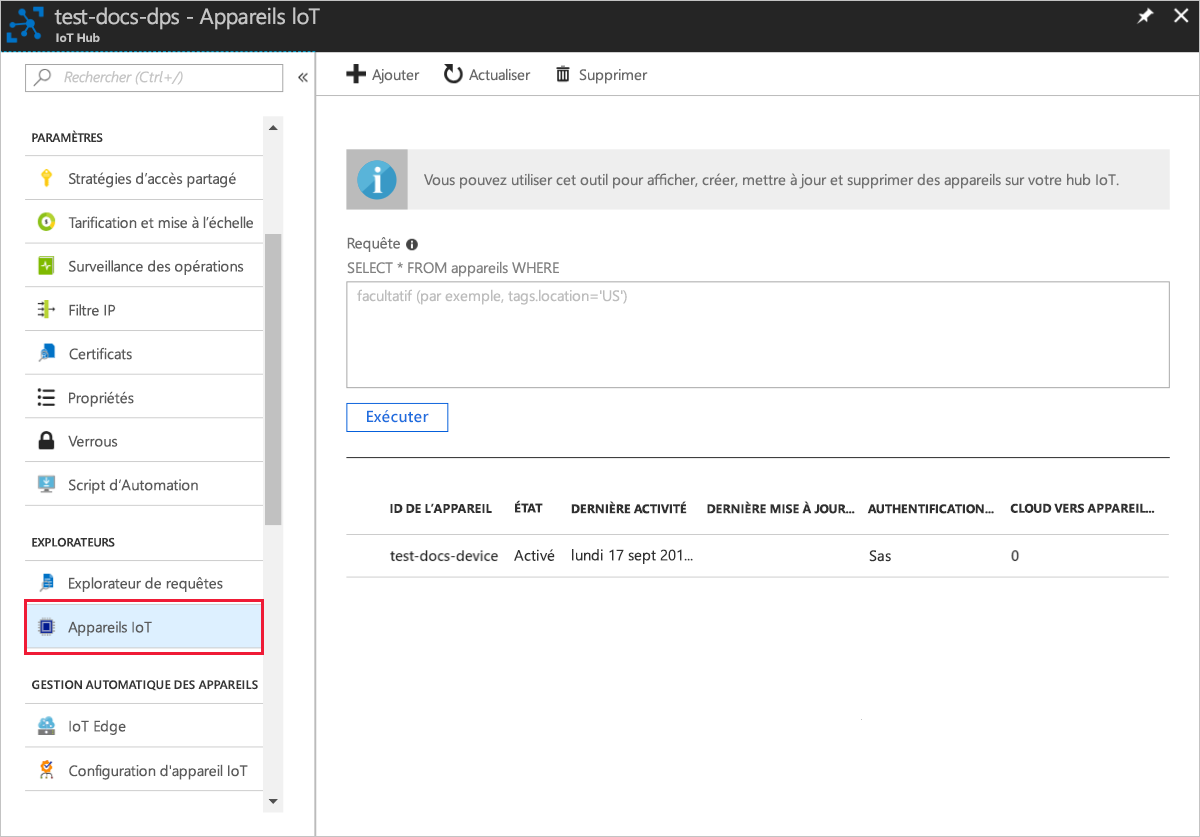 test-docs-dps - Appareils IoT
IoT Hub
Rechercher (Ctrl+/)
«
Ajouter
Actualiser
Supprimer
PARAMÈTRES
Stratégies d’accès partagé
Tarification et mise à l’échelle
Surveillance des opérations
Filtre IP
Certificats
Propriétés
Verrous
Script d’Automation
EXPLORATEURS
Explorateur de requêtes
Appareils IoT
GESTION AUTOMATIQUE DES APPAREILS
IoT Edge
Configuration d'appareil IoT
Vous pouvez utiliser cet outil pour afficher, créer, mettre à jour et supprimer des appareils sur votre hub IoT.
Requête
SELECT * FROM appareils WHERE
facultatif (par exemple, tags.location='US')
Exécuter
ID DE L’APPAREIL ÉTAT DERNIÈRE ACTIVITÉ DERNIÈRE MISE À JOUR... AUTHENTIFICATION... CLOUD VERS APPAREIL...
test-docs-device Activé lundi 17 sept 201... Sas 0